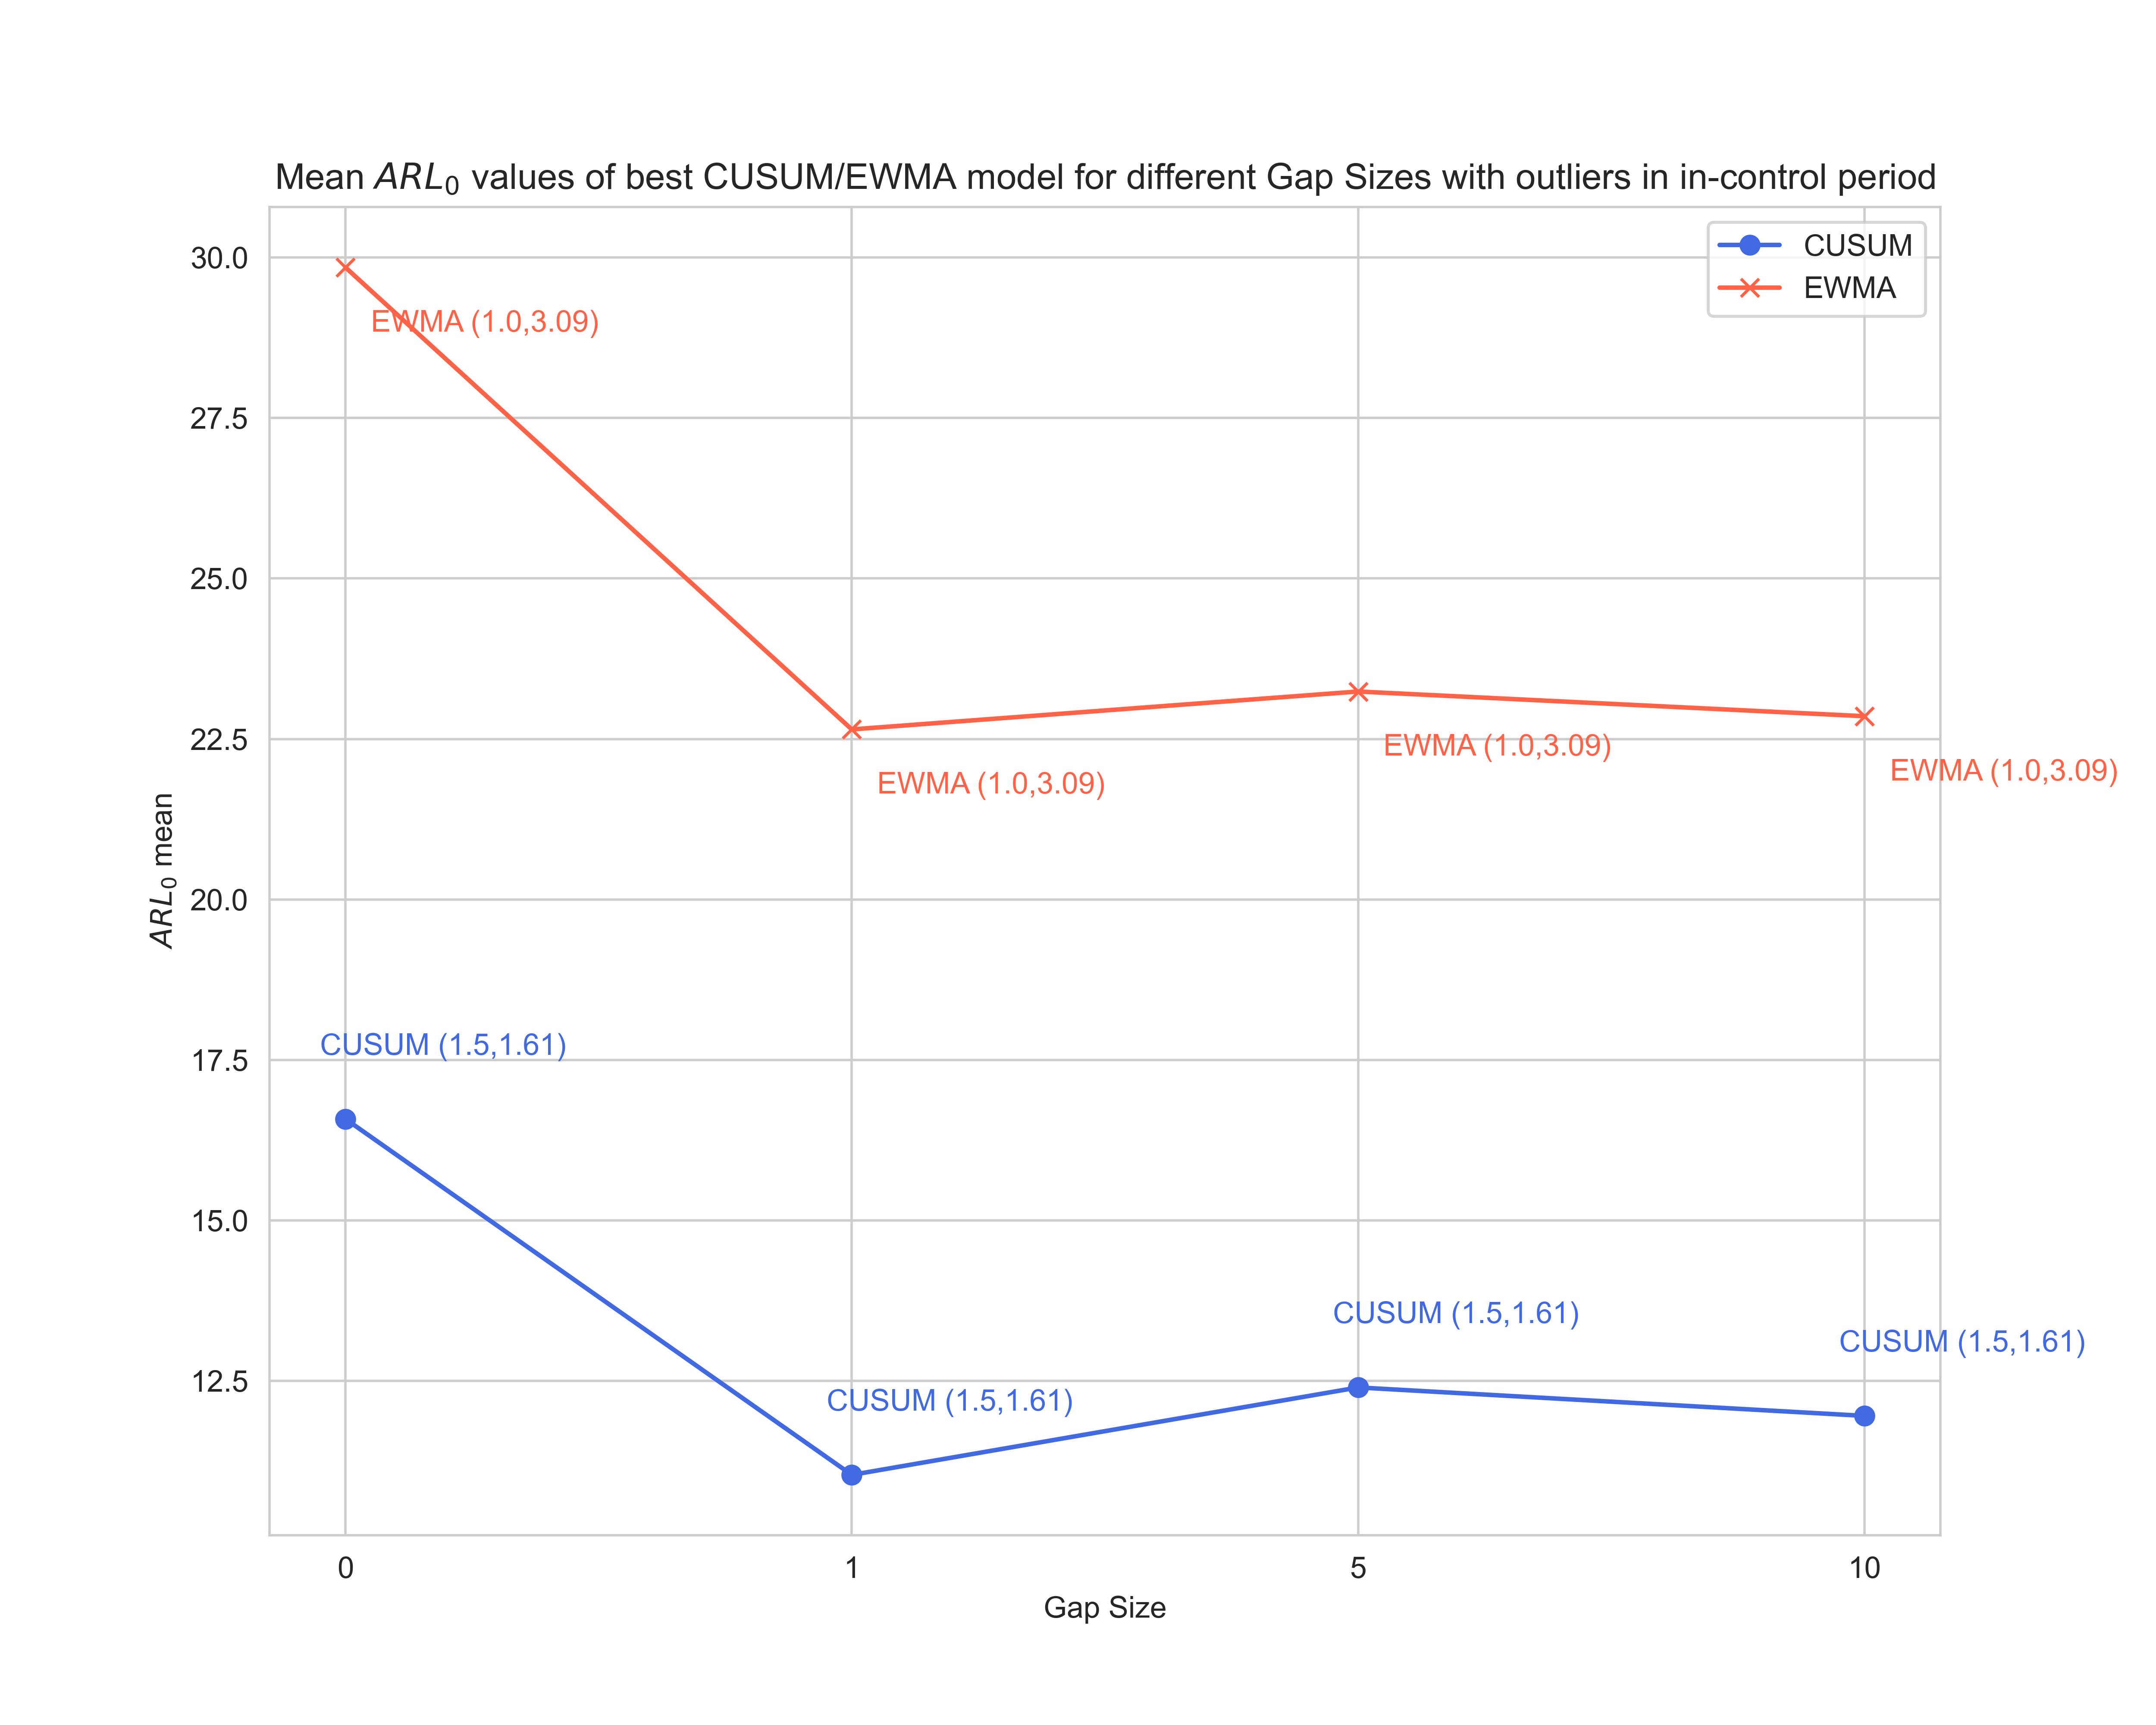 Mean ARL₀ values of best CUSUM/EWMA model for different Gap Sizes with outliers in in-control period
CUSUM
EWMA
30.0
27.5
25.0
22.5
20.0
17.5
15.0
12.5
ARL₀ mean
EWMA (1.0,3.09)
EWMA (1.0,3.09)
EWMA (1.0,3.09)
EWMA (1.0,3.09)
CUSUM (1.5,1.61)
CUSUM (1.5,1.61)
CUSUM (1.5,1.61)
CUSUM (1.5,1.61)
0
1
5
10
Gap Size